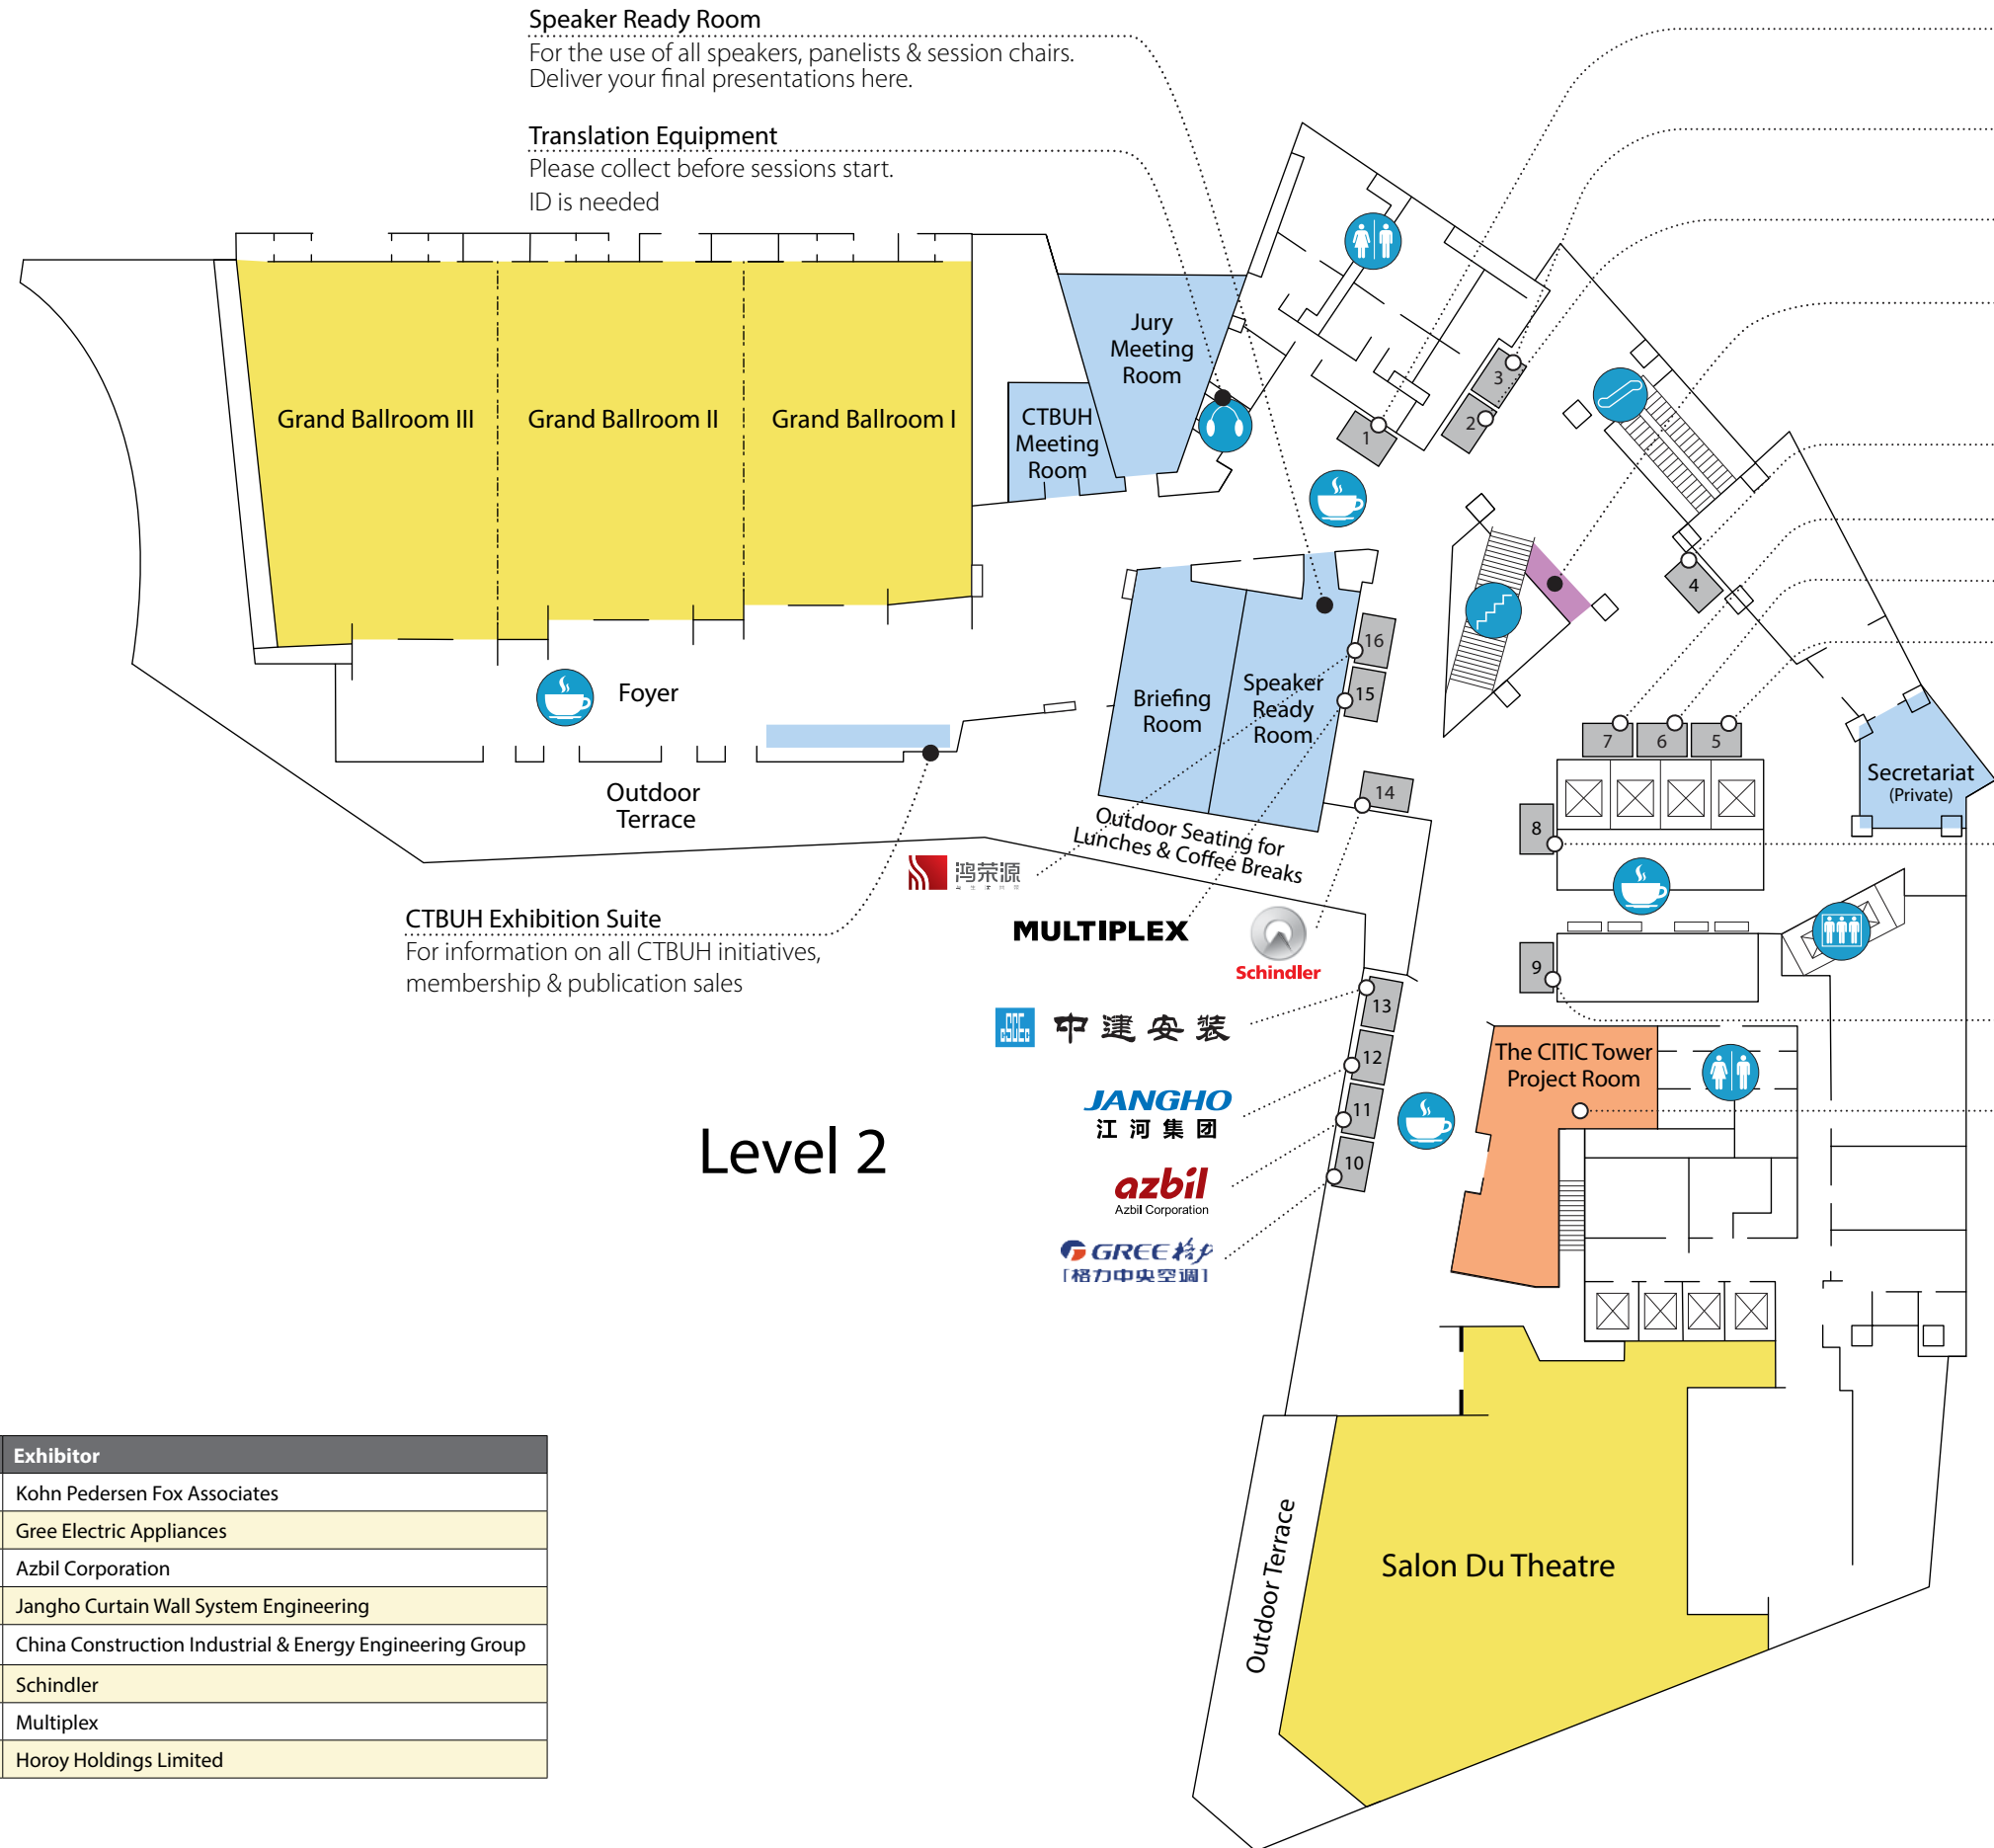 Speaker Ready Room
For the use of all speakers, panelists & session chairs.
Deliver your final presentations here.
Translation Equipment
Please collect before sessions start.
ID is needed
Grand Ballroom III
Grand Ballroom II
Grand Ballroom I
Jury
Meeting
Room
CTBUH
Meeting
Room
1
2
3
4
16
15
Briefing
Room
Speaker
Ready
Room
Foyer
7
6
5
Secretariat
(Private)
14
8
Outdoor
Terrace
Outdoor Seating for
Lunches & Coffee Breaks
鸿荣源
CTBUH Exhibition Suite
For information on all CTBUH initiatives,
membership & publication sales
MULTIPLEX
Schindler
9
13
CSCEC
中建安装
12
The CITIC Tower
Project Room
JANGHO
江河集团
11
Level 2
10
azbil
Azbil Corporation
GREE 格力
[格力中央空调]
Outdoor Terrace
Salon Du Theatre
Exhibitor
Kohn Pedersen Fox Associates
Gree Electric Appliances
Azbil Corporation
Jangho Curtain Wall System Engineering
China Construction Industrial & Energy Engineering Group
Schindler
Multiplex
Horoy Holdings Limited